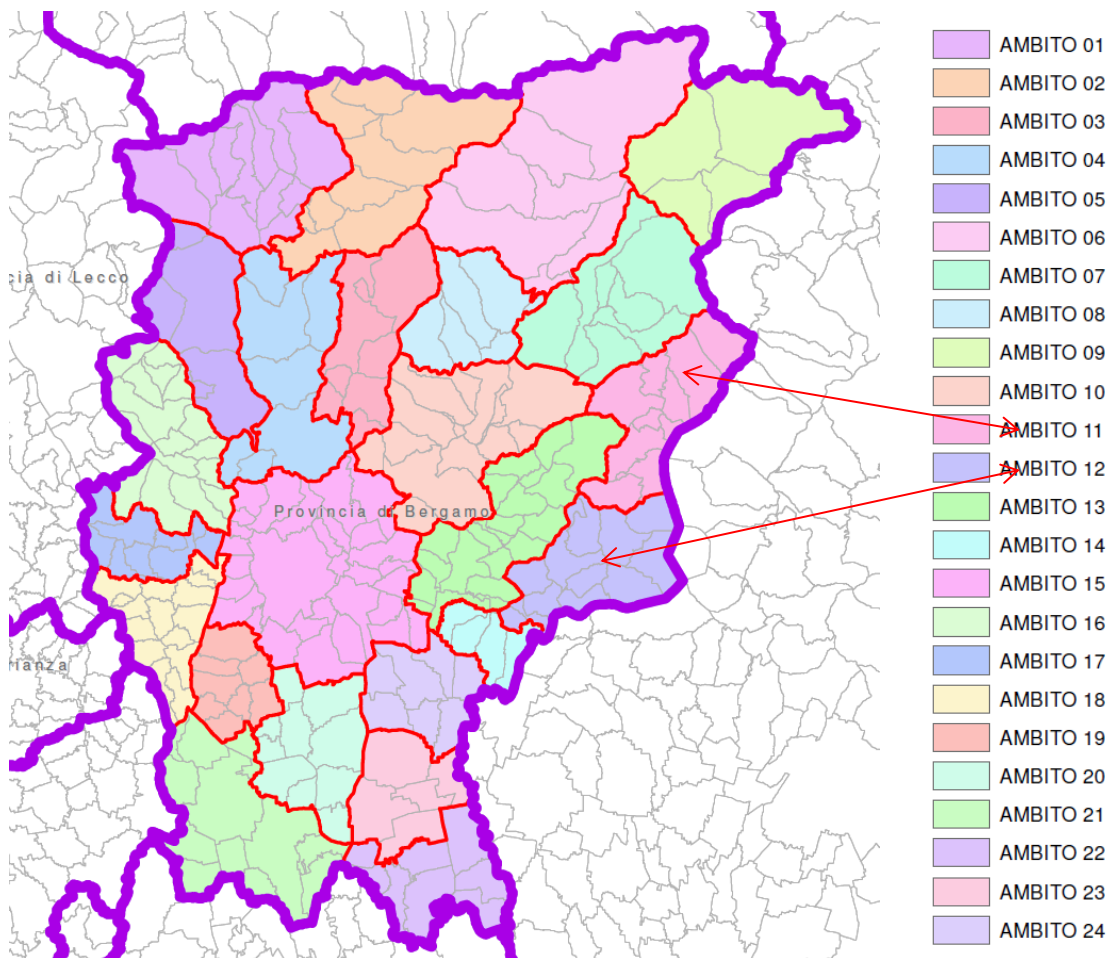 cia di Lecco
Provincia di Bergamo
rianza
AMBITO 01
AMBITO 02
AMBITO 03
AMBITO 04
AMBITO 05
AMBITO 06
AMBITO 07
AMBITO 08
AMBITO 09
AMBITO 10
AMBITO 11
AMBITO 12
AMBITO 13
AMBITO 14
AMBITO 15
AMBITO 16
AMBITO 17
AMBITO 18
AMBITO 19
AMBITO 20
AMBITO 21
AMBITO 22
AMBITO 23
AMBITO 24